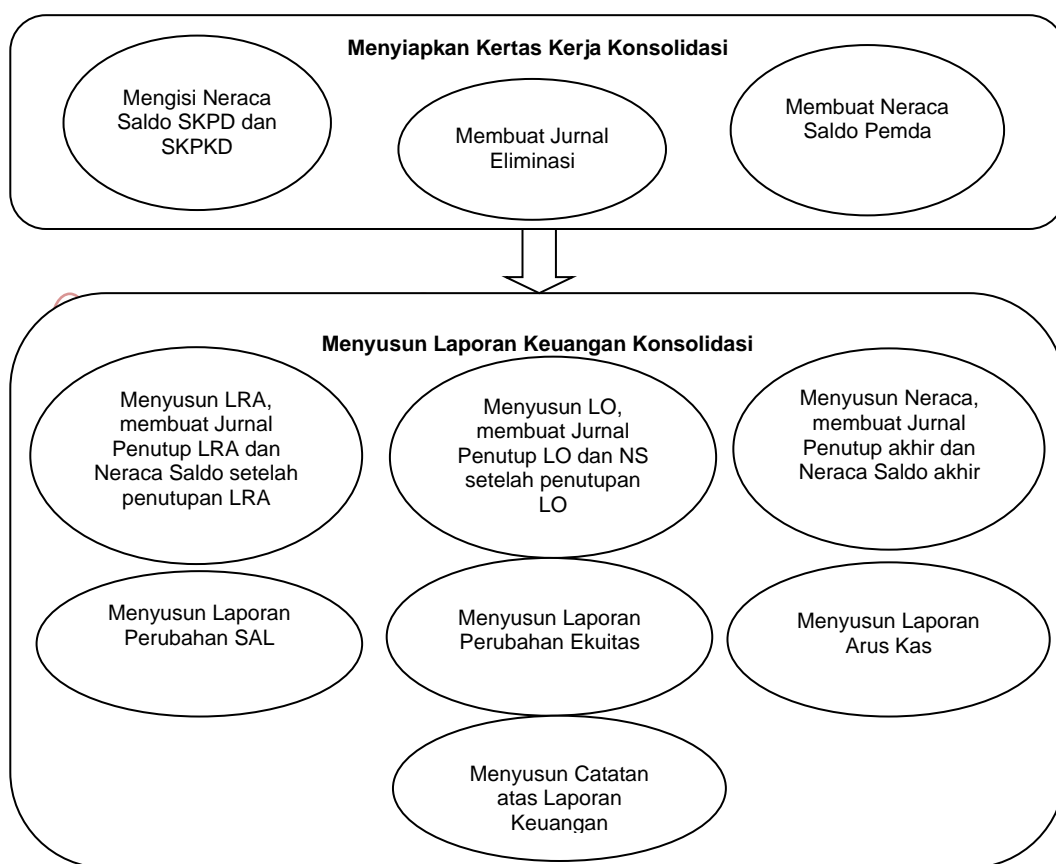 Menyiapkan Kertas Kerja Konsolidasi
Mengisi Neraca
Saldo SKPD dan
SKPKD
Membuat Jurnal
Eliminasi
Membuat Neraca
Saldo Pemda
Menyusun Laporan Keuangan Konsolidasi
Menyusun LRA,
membuat Jurnal
Penutup LRA dan
Neraca Saldo setelah
penutupan LRA
Menyusun LO,
membuat Jurnal
Penutup LO dan NS
setelah penutupan
LO
Menyusun Neraca,
membuat Jurnal
Penutup akhir dan
Neraca Saldo akhir
Menyusun Laporan
Perubahan SAL
Menyusun Laporan
Perubahan Ekuitas
Menyusun Laporan
Arus Kas
Menyusun Catatan
atas Laporan
Keuangan